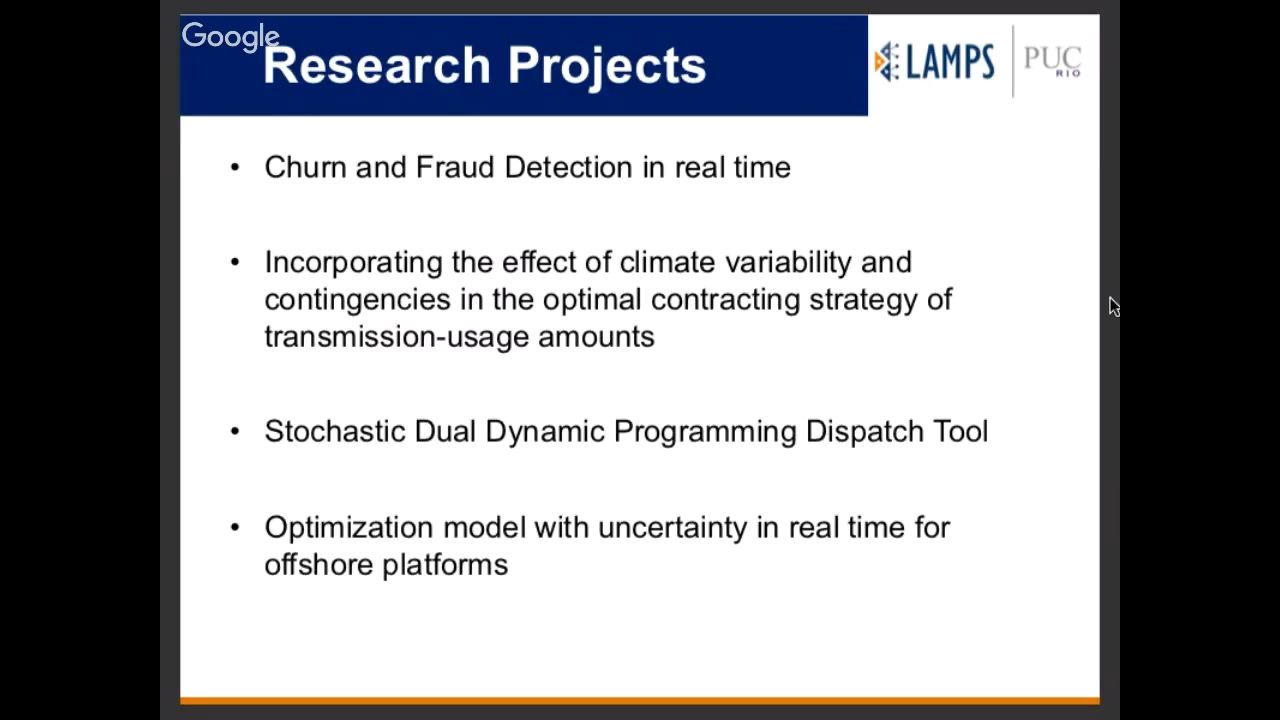 Google
Research Projects
LAMPS
PUC
RIO
• Churn and Fraud Detection in real time
• Incorporating the effect of climate variability and
contingencies in the optimal contracting strategy of
transmission-usage amounts
• Stochastic Dual Dynamic Programming Dispatch Tool
• Optimization model with uncertainty in real time for
offshore platforms